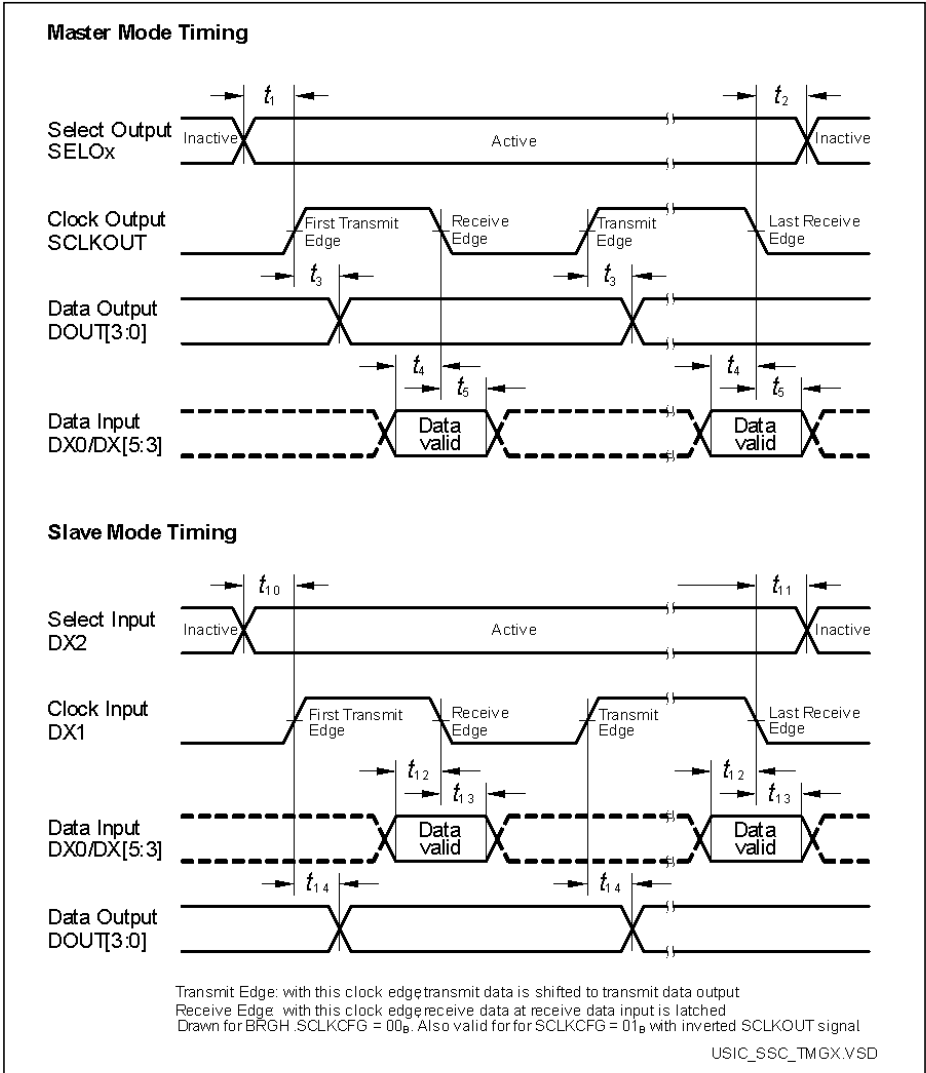 Master Mode Timing
t1
t2
Select Output
SELOx
Inactive
Active
Inactive
Clock Output
SCLKOUT
First Transmit
Edge
Receive
Edge
Transmit
Edge
Last Receive
Edge
t3
t3
Data Output
DOUT[3:0]
t4
t5
t4
t5
Data Input
DX0/DX[5:3]
Data
valid
Data
valid
Slave Mode Timing
t10
t11
Select Input
DX2
Inactive
Active
Inactive
Clock Input
DX1
First Transmit
Edge
Receive
Edge
Transmit
Edge
Last Receive
Edge
t12
t13
t12
t13
Data Input
DX0/DX[5:3]
Data
valid
Data
valid
t14
t14
Data Output
DOUT[3:0]
Transmit Edge: with this clock edge, transmit data is shifted to transmit data output
Receive Edge: with this clock edge, receive data at receive data input is latched
Drawn for BRGH .SCLKCFG = 00B. Also valid for for SCLKCFG = 01B with inverted SCLKOUT signal
USIC_SSC_TMGX.VSD